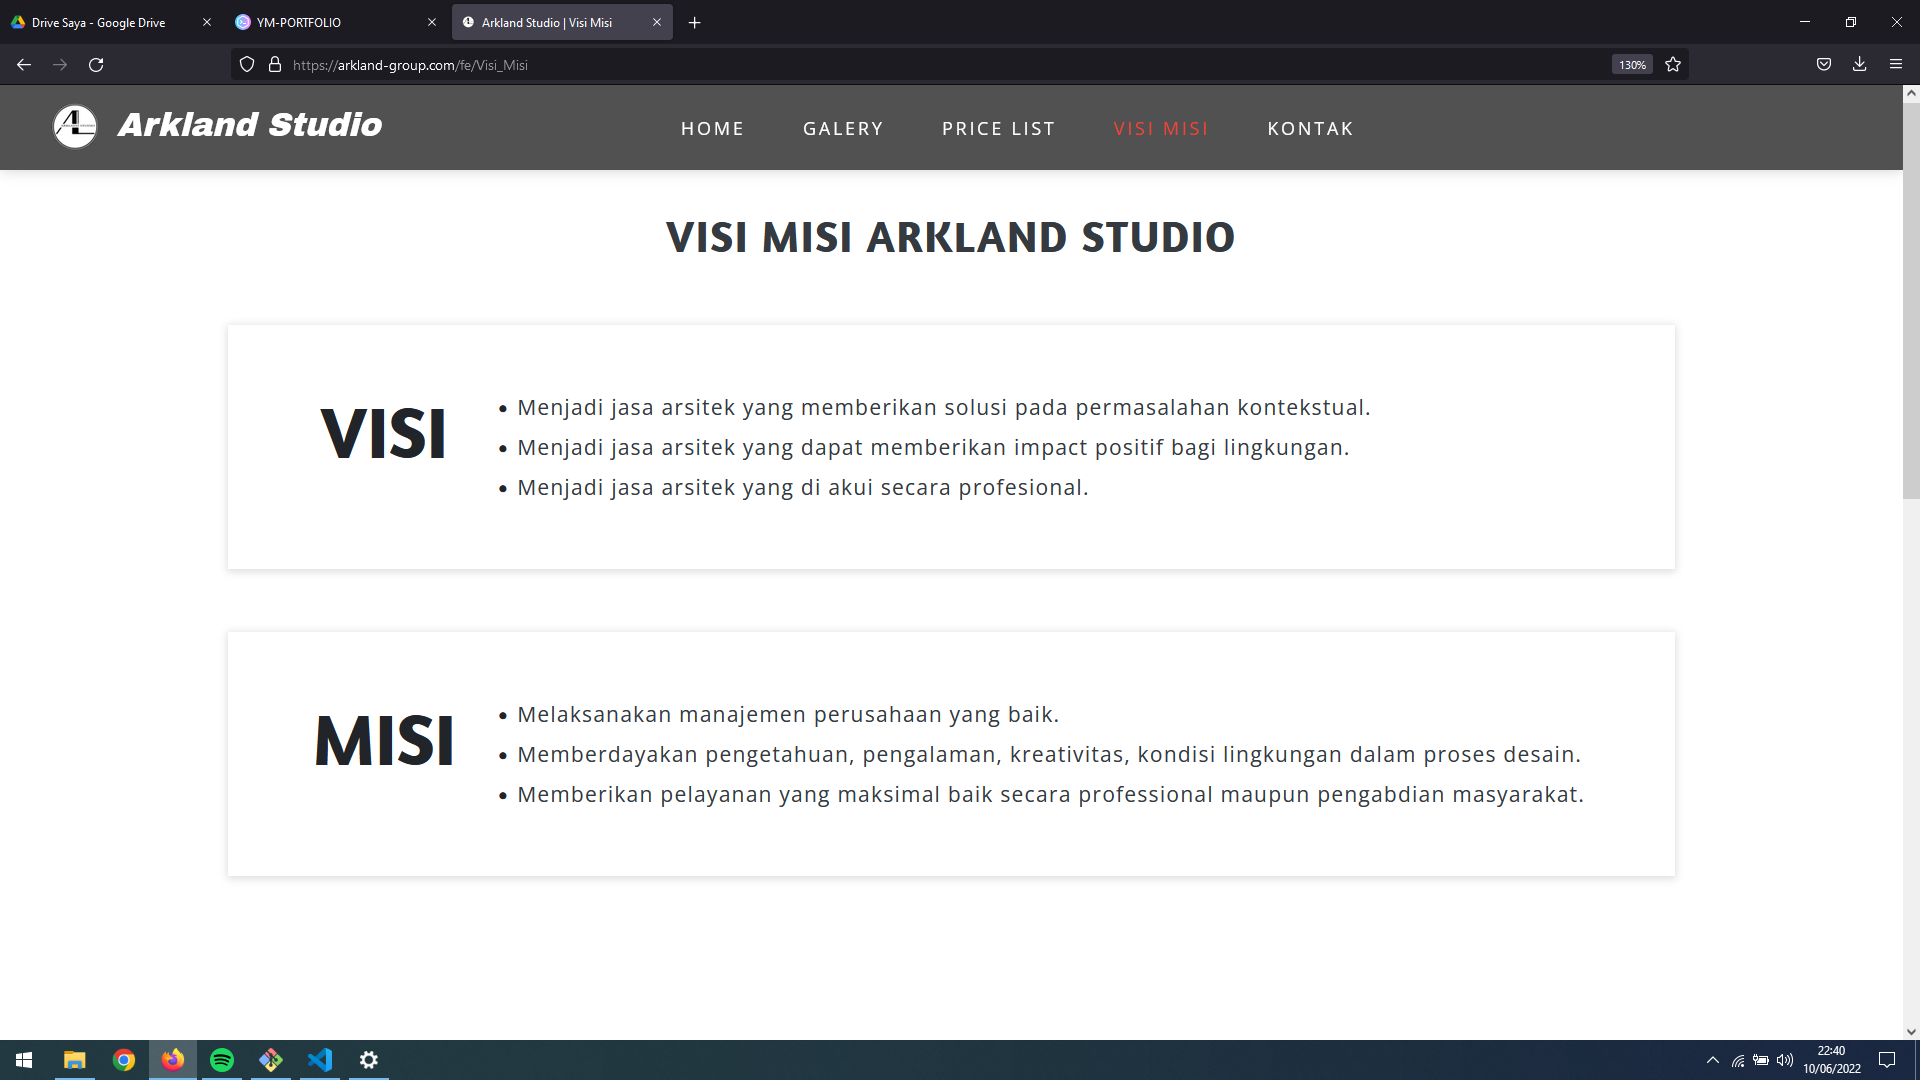 Drive Saya - Google Drive
YM-PORTFOLIO
Arkland Studio | Visi Misi
https://arkland-group.com/fe/Visi_Misi
130%
Arkland Studio
HOME
GALERY
PRICE LIST
VISI MISI
KONTAK
VISI MISI ARKLAND STUDIO
VISI
Menjadi jasa arsitek yang memberikan solusi pada permasalahan kontekstual.
Menjadi jasa arsitek yang dapat memberikan impact positif bagi lingkungan.
Menjadi jasa arsitek yang di akui secara profesional.
MISI
Melaksanakan manajemen perusahaan yang baik.
Memberdayakan pengetahuan, pengalaman, kreativitas, kondisi lingkungan dalam proses desain.
Memberikan pelayanan yang maksimal baik secara professional maupun pengabdian masyarakat.
22:40
10/06/2022